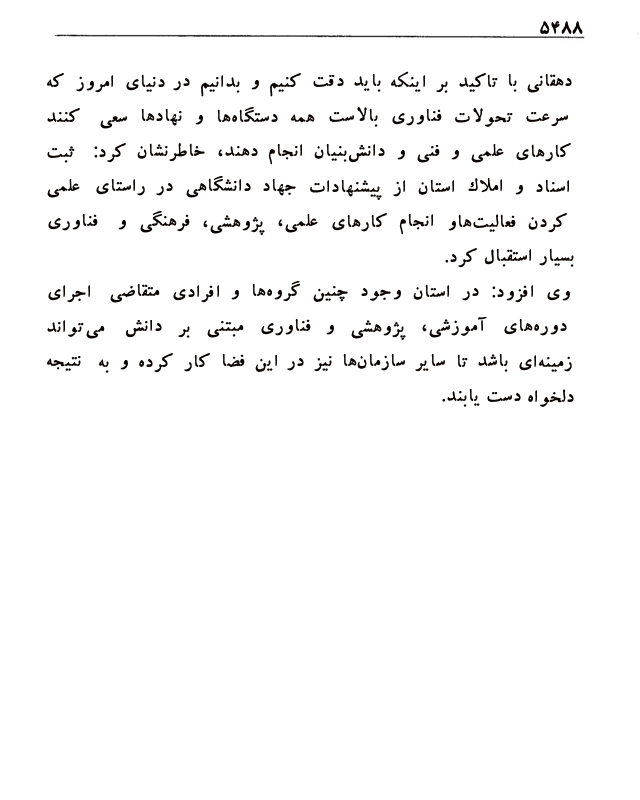 ۵۴۸۸
دهقانی با تاکید بر اینکه باید دقت کنیم و بدانیم در دنیای امروز که
سرعت تحولات فناوری بالاست همه دستگاه‌ها و نهادها سعی کنند
کارهای علمی و فنی و دانش‌بنیان انجام دهند، خاطرنشان کرد: ثبت
اسناد و املاك استان از پیشنهادات جهاد دانشگاهی در راستای علمی
کردن فعالیت‌هاو انجام کارهای علمی، پژوهشی، فرهنگی و فناوری
بسیار استقبال کرد.
وی افزود: در استان وجود چنین گروه‌ها و افرادی متقاضی اجرای
دوره‌های آموزشی، پژوهشی و فناوری مبتنی بر دانش می‌تواند
زمینه‌ای باشد تا سایر سازمان‌ها نیز در این فضا کار کرده و به نتیجه
دلخواه دست یابند.